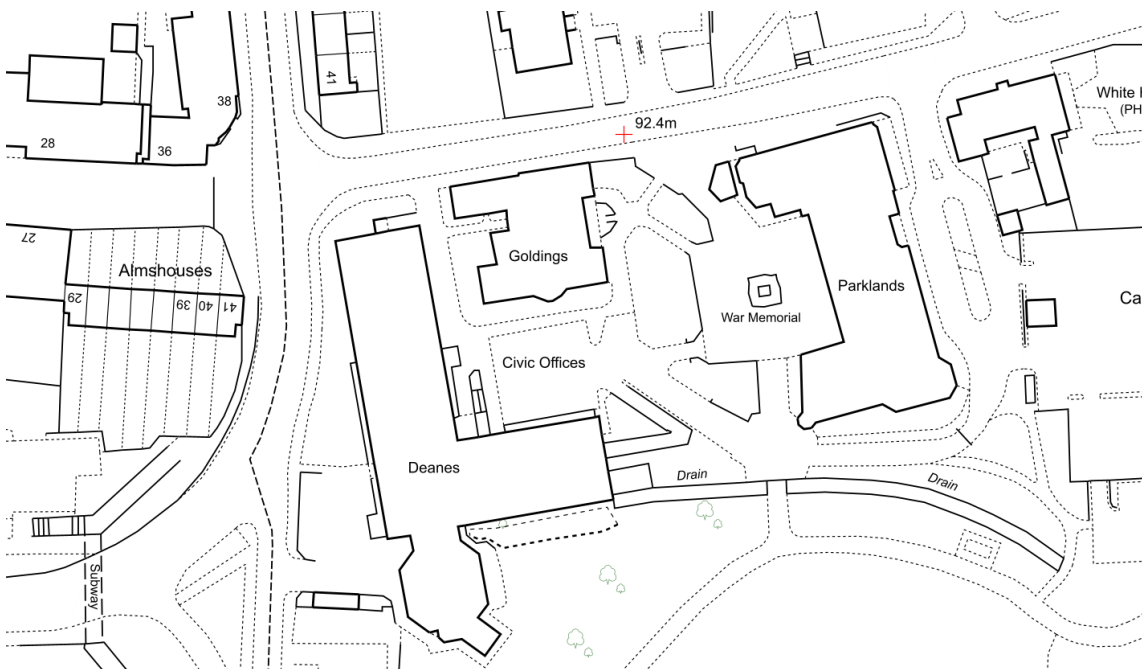 41
38
92.4m
White H
(PH
28
36
27
Almshouses
Goldings
29
39
40
41
Parklands
War Memorial
Ca
Civic Offices
Deanes
Drain
Drain
Subway